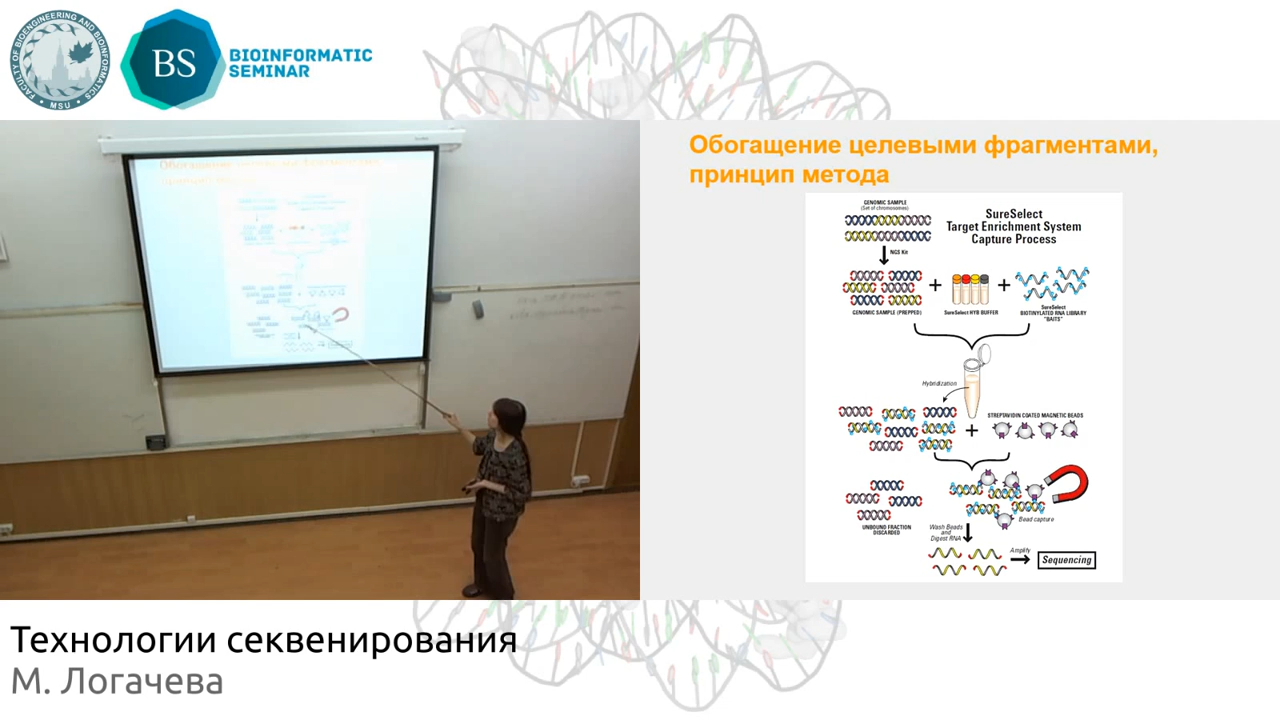 FACULTY OF BIOENGINEERING AND BIOINFORMATICS
• MSU •
BS
BIOINFORMATIC
SEMINAR
Обогащение целевыми фрагментами,
принцип метода
GENOMIC SAMPLE
(Set of chromosomes)
SureSelect
Target Enrichment System
Capture Process
NGS Kit
GENOMIC SAMPLE (PREPPED)
SureSelect HYB BUFFER
SureSelect
BIOTINYLATED RNA LIBRARY
"BAITS"
Hybridization
STREPTAVIDIN COATED MAGNETIC BEADS
UNBOUND FRACTION
DISCARDED
Wash Beads
and
Digest RNA
Bead capture
Amplify
Sequencing
Технологии секвенирования
М. Логачева